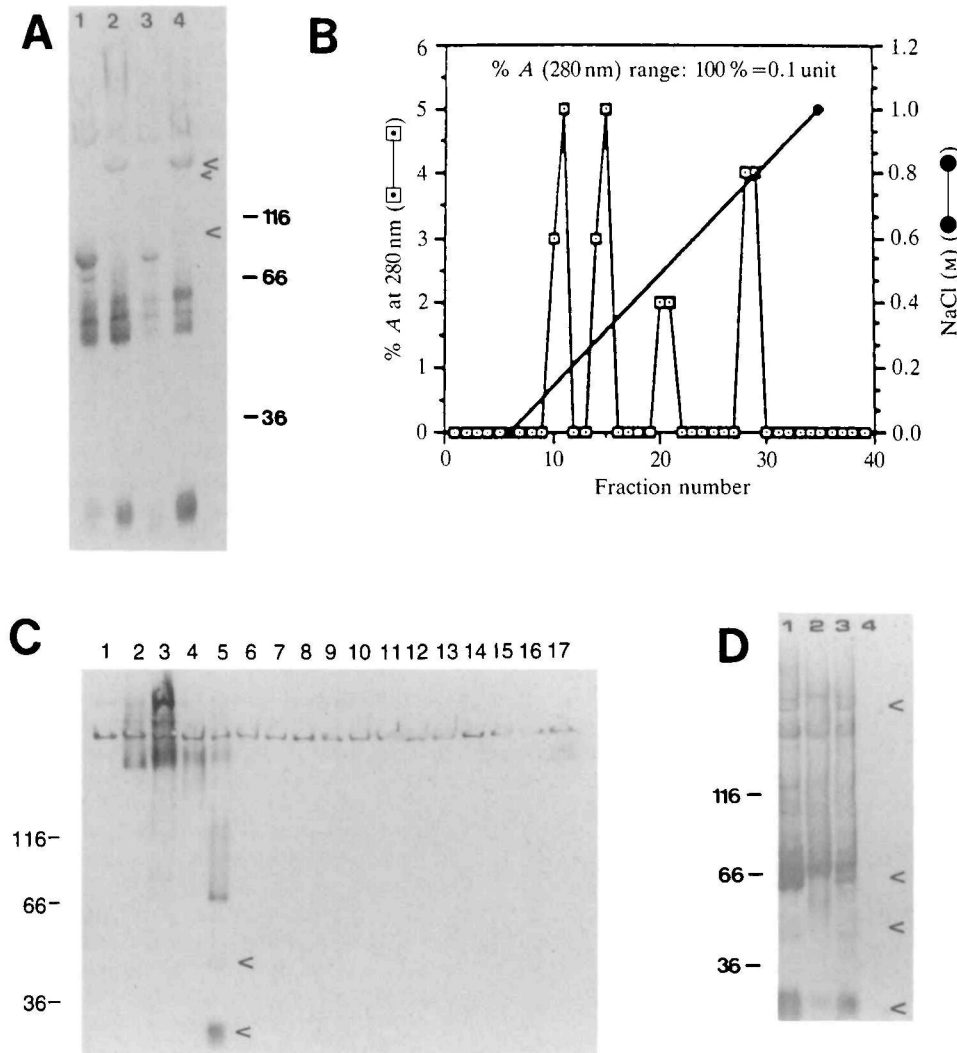 A
1 2 3 4
<
<
–116
<
–66
–36
B
% A (280 nm) range: 100 % = 0.1 unit
6
5
4
3
2
1
0
% A at 280 nm
1.2
1.0
0.8
0.6
0.4
0.2
0.0
NaCl (M)
0 10 20 30 40
Fraction number
C
1 2 3 4 5 6 7 8 9 10 11 12 13 14 15 16 17
116–
66–
<
36–
<
D
1 2 3 4
<
116 –
66 –
<
<
36 –
<